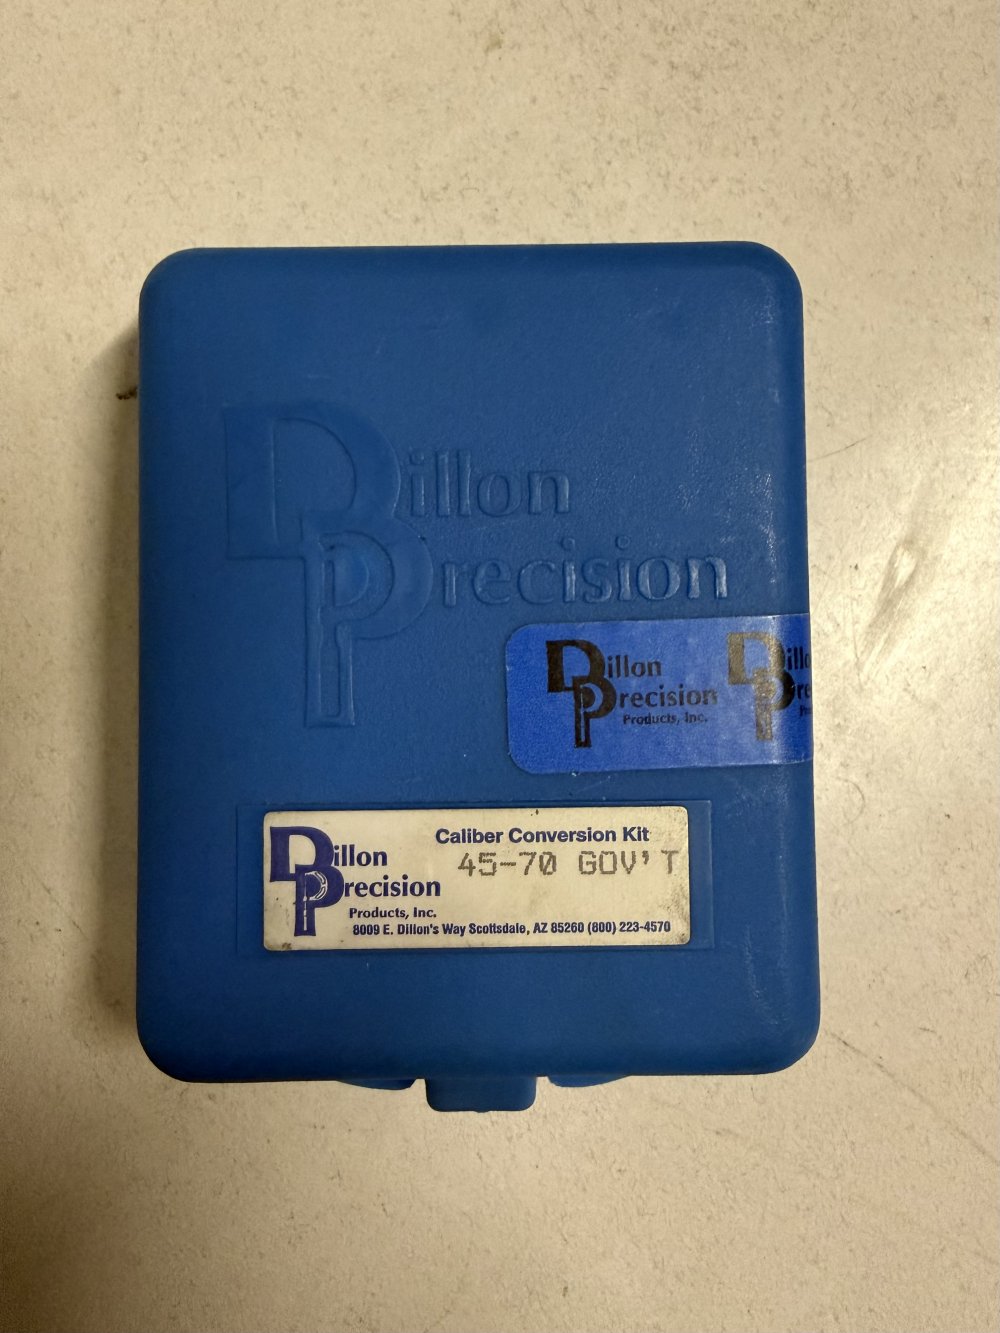 Dillon
Precision
Dillon
Precision
Products, Inc.
Caliber Conversion Kit
45-70 GOV'T
Dillon
Precision
Products, Inc.
8009 E. Dillon's Way Scottsdale, AZ 85260 (800) 223-4570